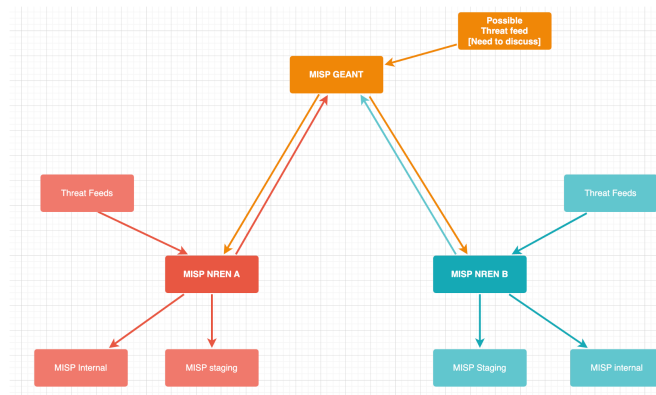 Possible
Threat feed
[Need to discuss]
MISP GEANT
Threat Feeds
Threat Feeds
MISP NREN A
MISP NREN B
MISP Internal
MISP staging
MISP Staging
MISP internal